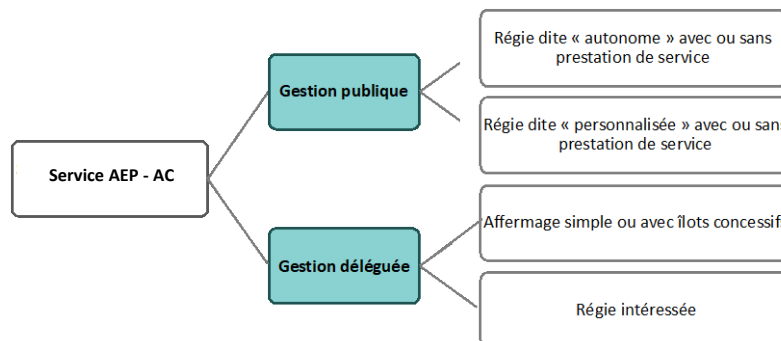 Service AEP - AC
Gestion publique
Régie dite « autonome » avec ou sans
prestation de service
Régie dite « personnalisée » avec ou sans
prestation de service
Gestion déléguée
Affermage simple ou avec îlots concessifs
Régie intéressée